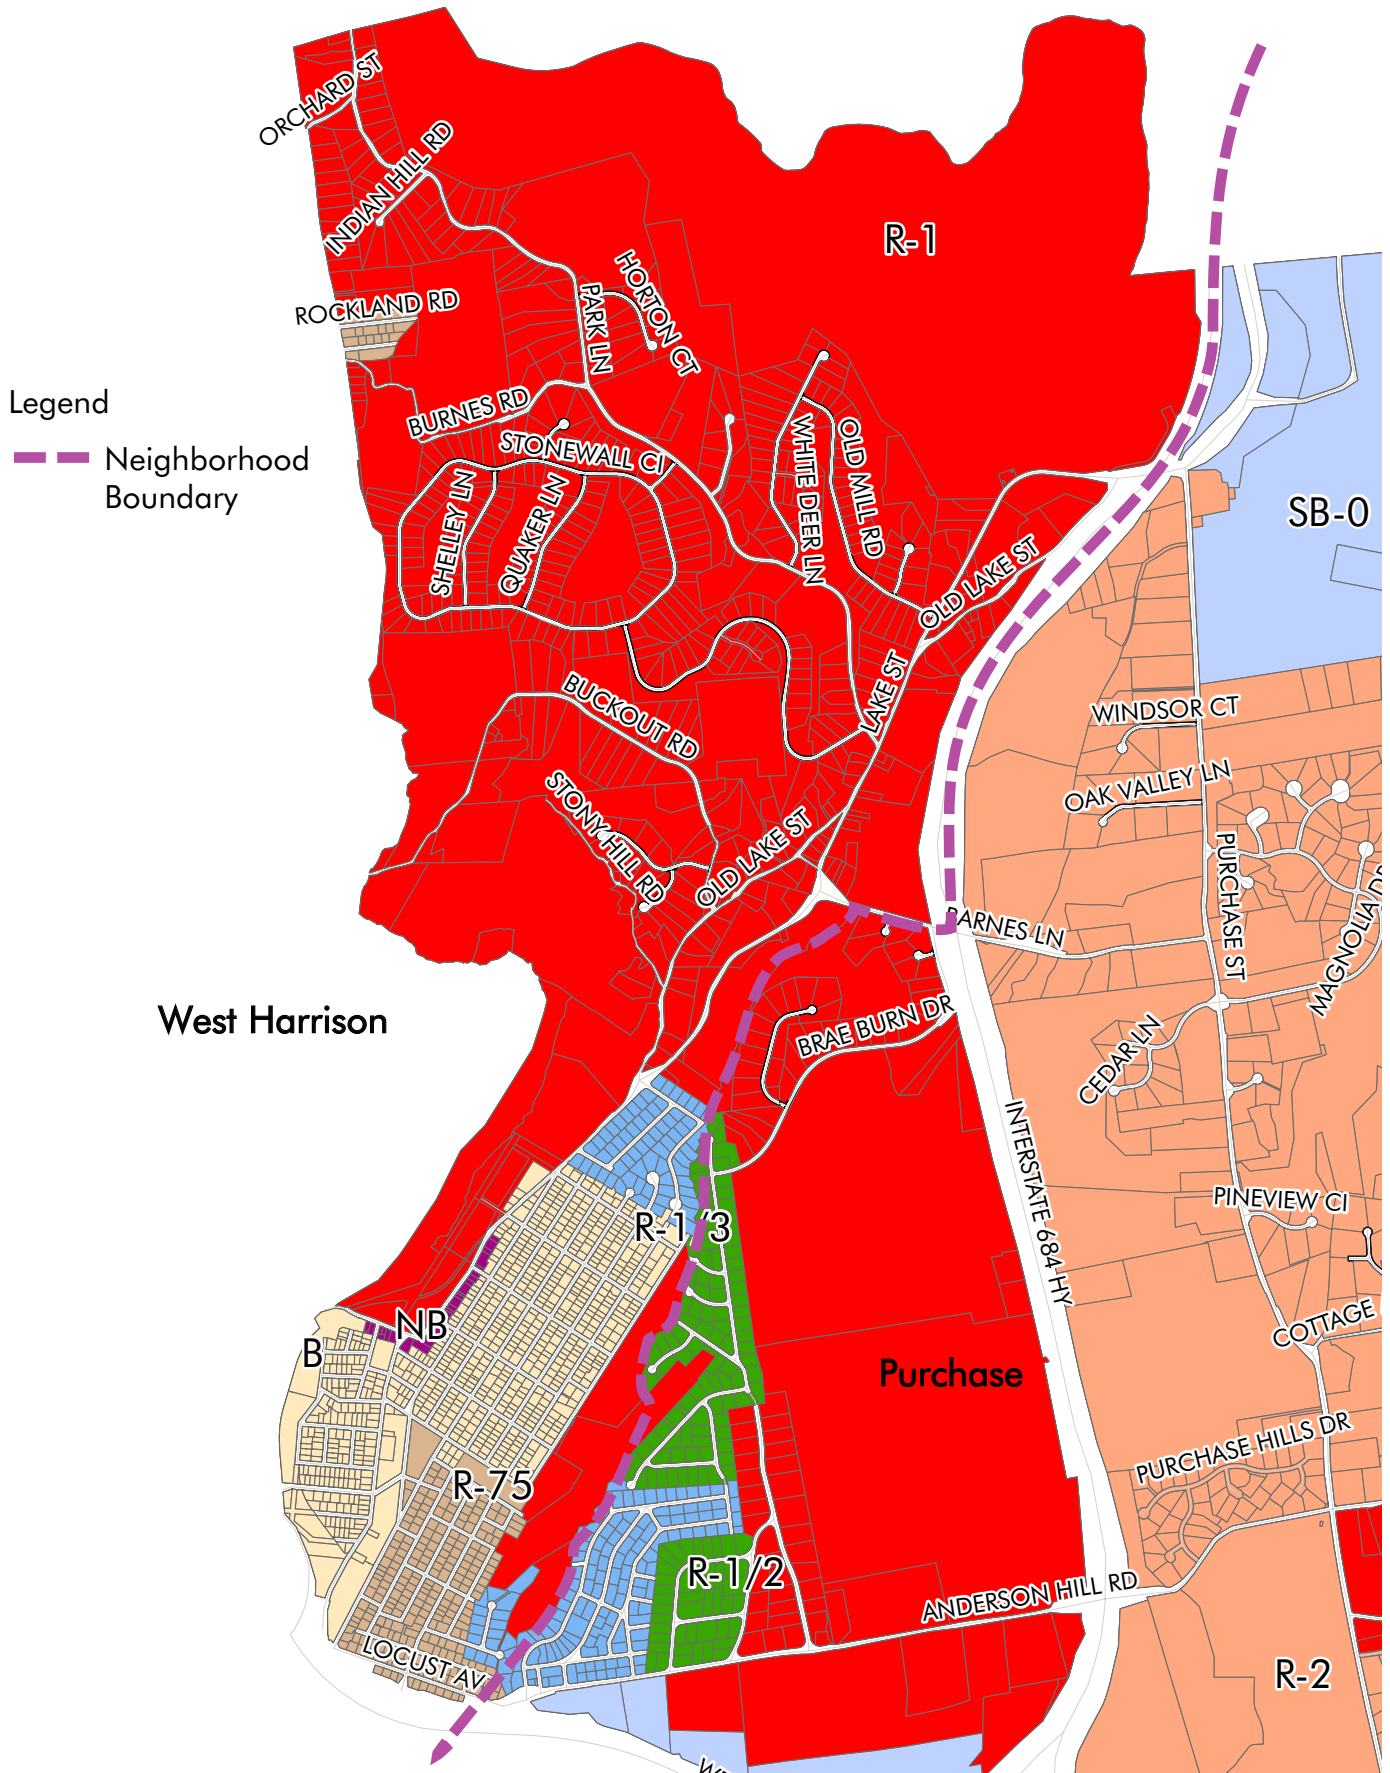 ORCHARD ST
INDIAN HILL RD
R-1
HORTON CT
ROCKLAND RD
PARK LN
Legend
BURNES RD
Neighborhood
Boundary
STONEWALL CI
WHITE DEER LN
OLD MILL RD
SHELLEY LN
QUAKER LN
SB-0
OLD LAKE ST
LAKE ST
BUCKOUT RD
WINDSOR CT
STONY HILL RD
OAK VALLEY LN
OLD LAKE ST
PURCHASE ST
MAGNOLIA DR
BARNES LN
West Harrison
BRAE BURN DR
CEDAR LN
INTERSTATE 684 HY
PINEVIEW CI
R-1/3
NB
B
COTTAGE
Purchase
PURCHASE HILLS DR
R-75
R-1/2
ANDERSON HILL RD
LOCUST AV
R-2